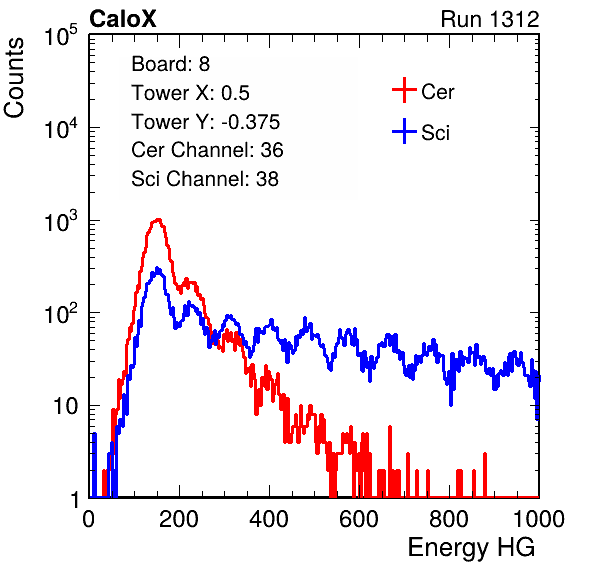 CaloX Run 1312
Counts
Board: 8
Tower X: 0.5
Tower Y: -0.375
Cer Channel: 36
Sci Channel: 38
Cer
Sci
10^5
10^4
10^3
10^2
10
1
0 200 400 600 800 1000
Energy HG